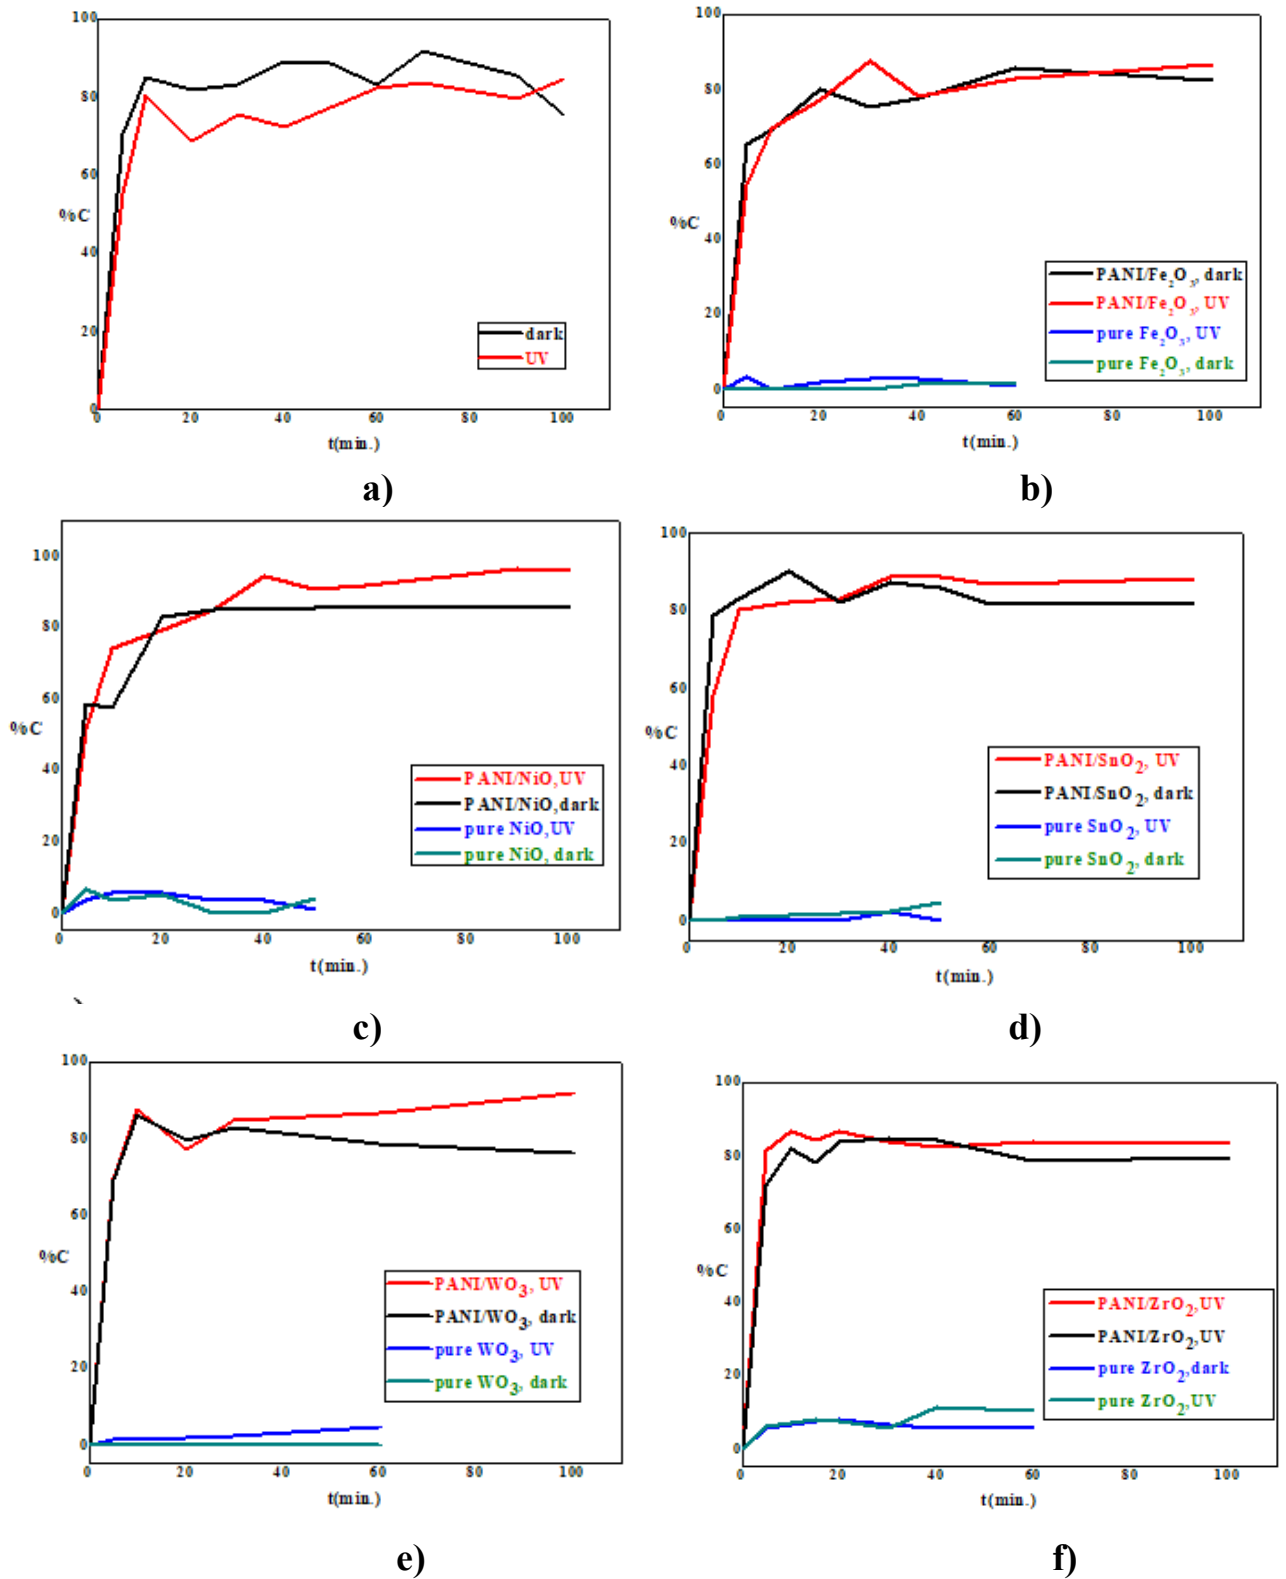 100
80
60
%C
40
20
0
0 20 40 60 80 100
t(min.)
dark
UV
a)
100
80
60
%C
40
20
0
0 20 40 60 80 100
t(min.)
PANI/Fe₂O₃, dark
PANI/Fe₂O₃, UV
pure Fe₂O₃, UV
pure Fe₂O₃, dark
b)
100
80
60
%C
40
20
0
0 20 40 60 80 100
t(min.)
PANI/NiO,UV
PANI/NiO,dark
pure NiO,UV
pure NiO, dark
c)
100
80
60
%C
40
20
0
0 20 40 60 80 100
t(min.)
PANI/SnO₂, UV
PANI/SnO₂, dark
pure SnO₂, UV
pure SnO₂, dark
d)
100
80
60
%C
40
20
0
0 20 40 60 80 100
t(min.)
PANI/WO₃, UV
PANI/WO₃, dark
pure WO₃, UV
pure WO₃, dark
e)
100
80
60
%C
40
20
0
0 20 40 60 80 100
t(min.)
PANI/ZrO₂,UV
PANI/ZrO₂,UV
pure ZrO₂,dark
pure ZrO₂,UV
f)